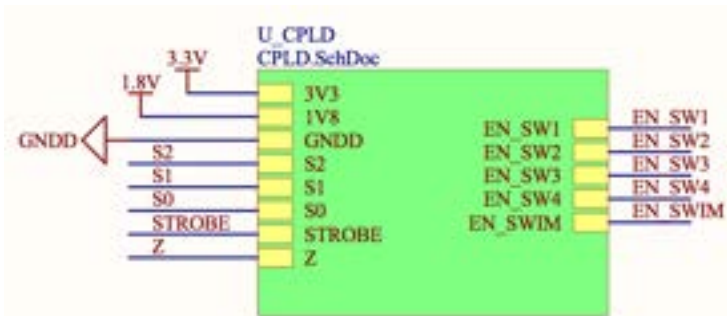 U_CPLD
CPLD.SchDoc
3.3V
1.8V
GNDD
S2
S1
S0
STROBE
Z
3V3
1V8
GNDD
S2
S1
S0
STROBE
Z
EN_SW1
EN_SW2
EN_SW3
EN_SW4
EN_SWIM
EN_SW1
EN_SW2
EN_SW3
EN_SW4
EN_SWIM